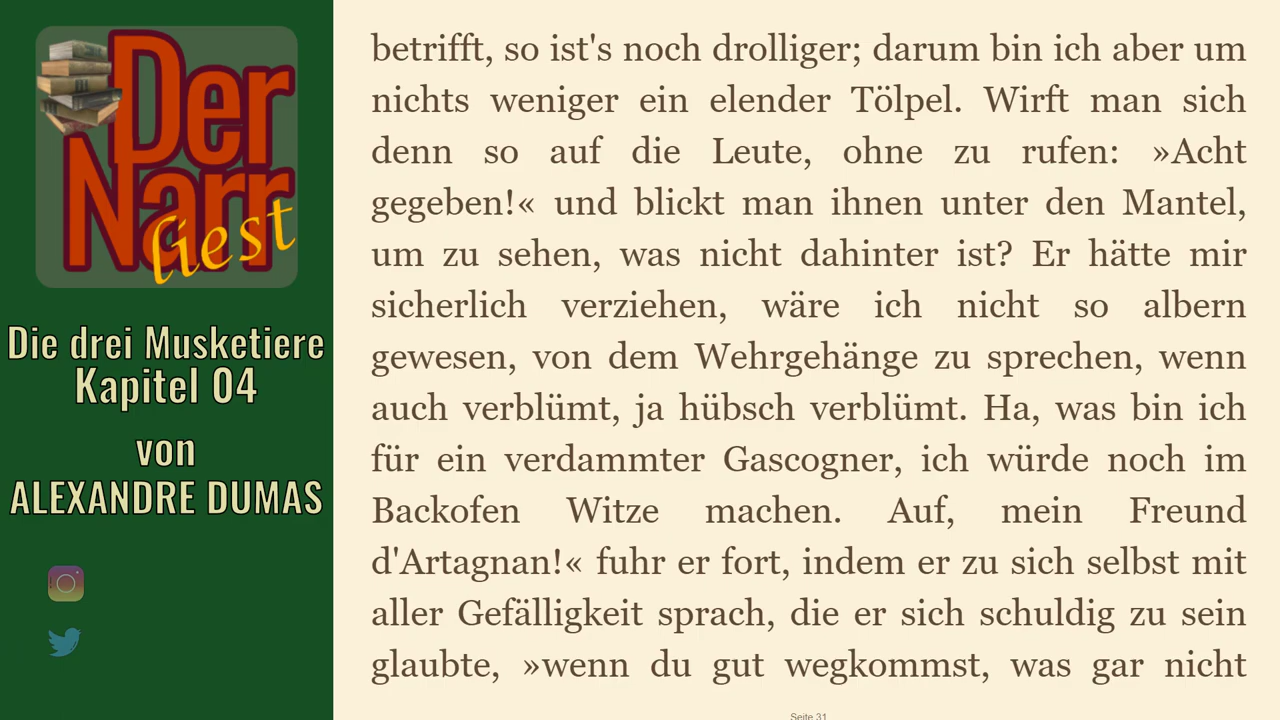 Der
Narr
liest
Die drei Musketiere
Kapitel 04
von
ALEXANDRE DUMAS
betrifft, so ist's noch drolliger; darum bin ich aber um
nichts weniger ein elender Tölpel. Wirft man sich
denn so auf die Leute, ohne zu rufen: »Acht
gegeben!« und blickt man ihnen unter den Mantel,
um zu sehen, was nicht dahinter ist? Er hätte mir
sicherlich verziehen, wäre ich nicht so albern
gewesen, von dem Wehrgehänge zu sprechen, wenn
auch verblümt, ja hübsch verblümt. Ha, was bin ich
für ein verdammter Gascogner, ich würde noch im
Backofen Witze machen. Auf, mein Freund
d'Artagnan!« fuhr er fort, indem er zu sich selbst mit
aller Gefälligkeit sprach, die er sich schuldig zu sein
glaubte, »wenn du gut wegkommst, was gar nicht
Seite 31